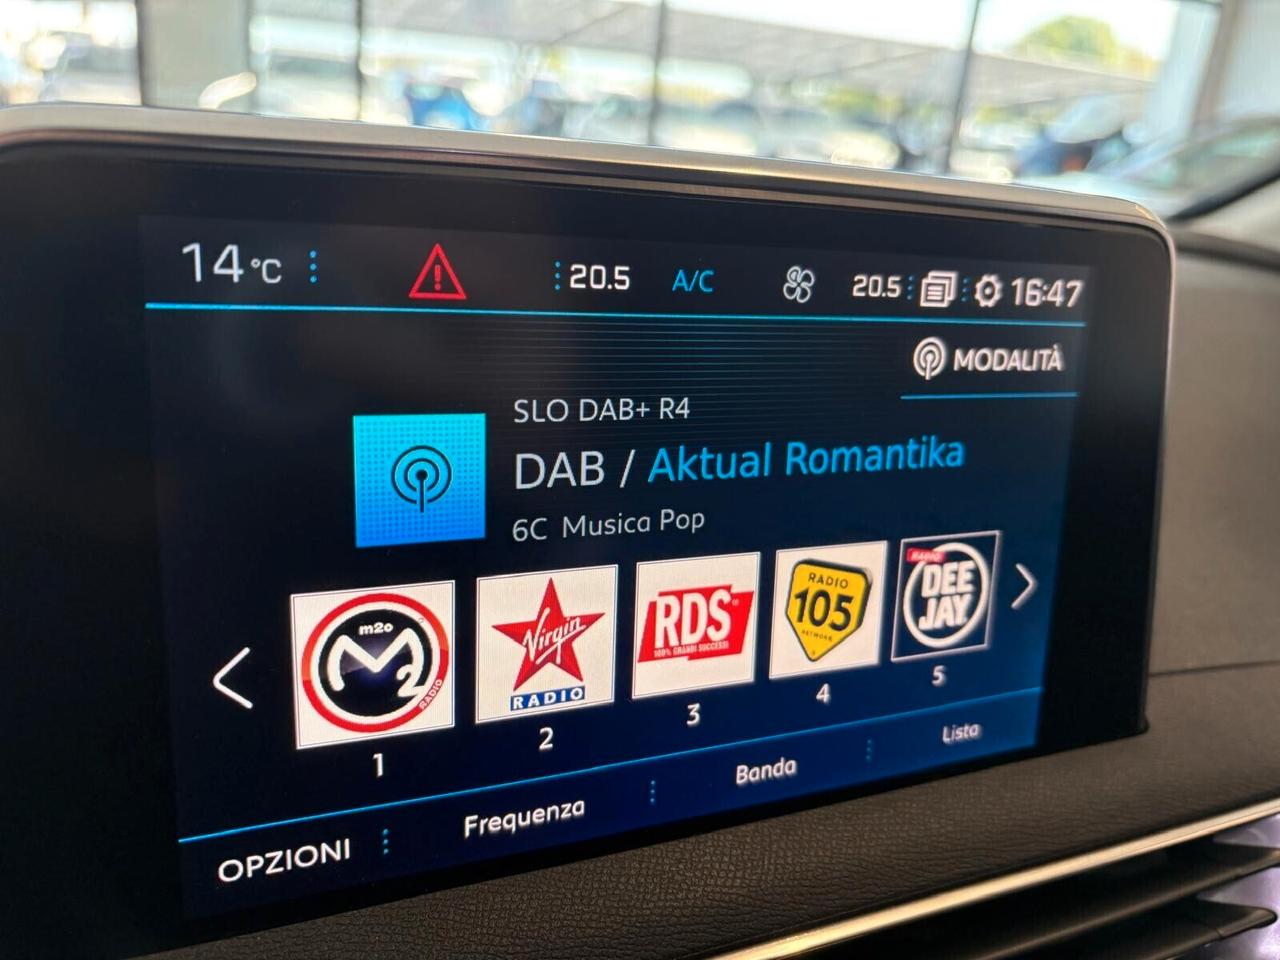 14°C 20.5 A/C 20.5 16:47
MODALITÀ
SLO DAB+ R4
DAB / Aktual Romantika
6C Musica Pop
m2o
RADIO
Virgin
RADIO
RDS
100% GRANDI SUCCESSI
RADIO
105
NETWORK
RADIO
DEE
JAY
1 2 3 4 5
OPZIONI Frequenza Banda Lista